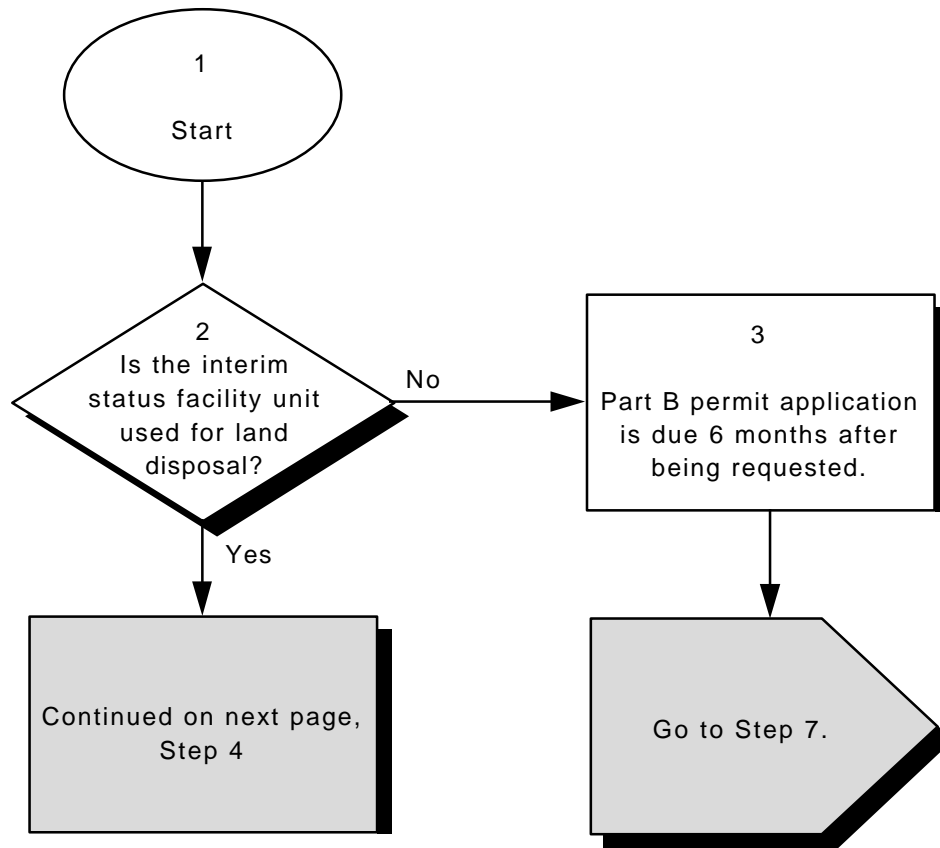 1
Start
2
Is the interim
status facility unit
used for land
disposal?
No
3
Part B permit application
is due 6 months after
being requested.
Yes
Continued on next page,
Step 4
Go to Step 7.